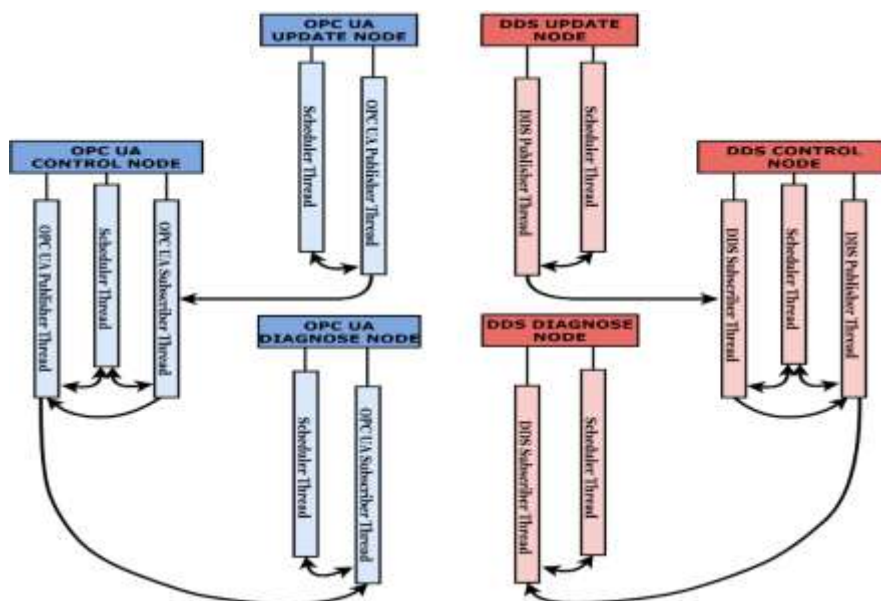 OPC UA
UPDATE NODE
Scheduler Thread
OPC UA Publisher Thread
DDS UPDATE
NODE
DDS Publisher Thread
Scheduler Thread
OPC UA
CONTROL NODE
OPC UA Publisher Thread
Scheduler Thread
OPC UA Subscriber Thread
DDS CONTROL
NODE
DDS Subscriber Thread
Scheduler Thread
DDS Publisher Thread
OPC UA
DIAGNOSE NODE
Scheduler Thread
OPC UA Subscriber Thread
DDS DIAGNOSE
NODE
DDS Subscriber Thread
Scheduler Thread